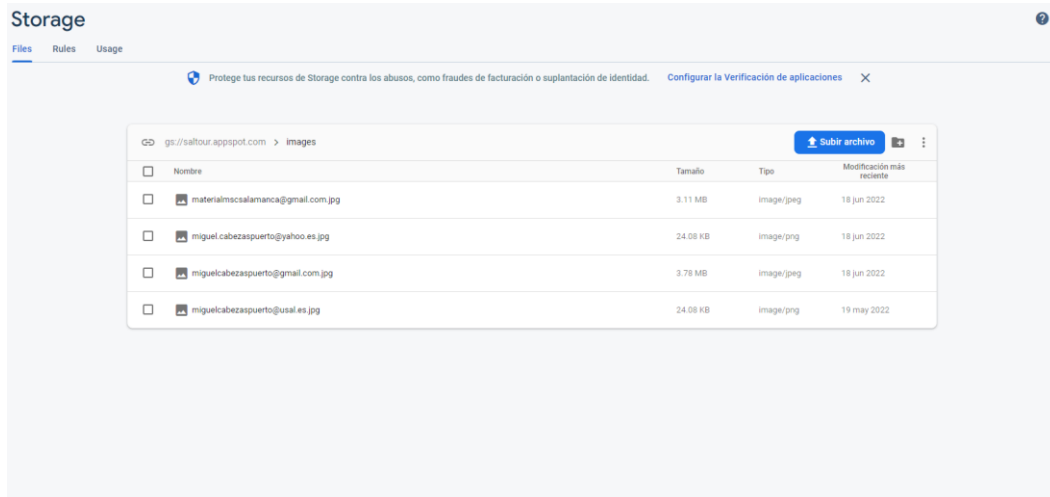 Storage
Files Rules Usage
Protege tus recursos de Storage contra los abusos, como fraudes de facturación o suplantación de identidad. Configurar la Verificación de aplicaciones
gs://saltour.appspot.com > images Subir archivo
Nombre Tamaño Tipo Modificación más reciente
materialmscsalamanca@gmail.com.jpg 3.11 MB image/jpeg 18 jun 2022
miguel.cabezaspuerto@yahoo.es.jpg 24.08 KB image/png 18 jun 2022
miguelcabezaspuerto@gmail.com.jpg 3.78 MB image/jpeg 18 jun 2022
miguelcabezaspuerto@usal.es.jpg 24.08 KB image/png 19 may 2022